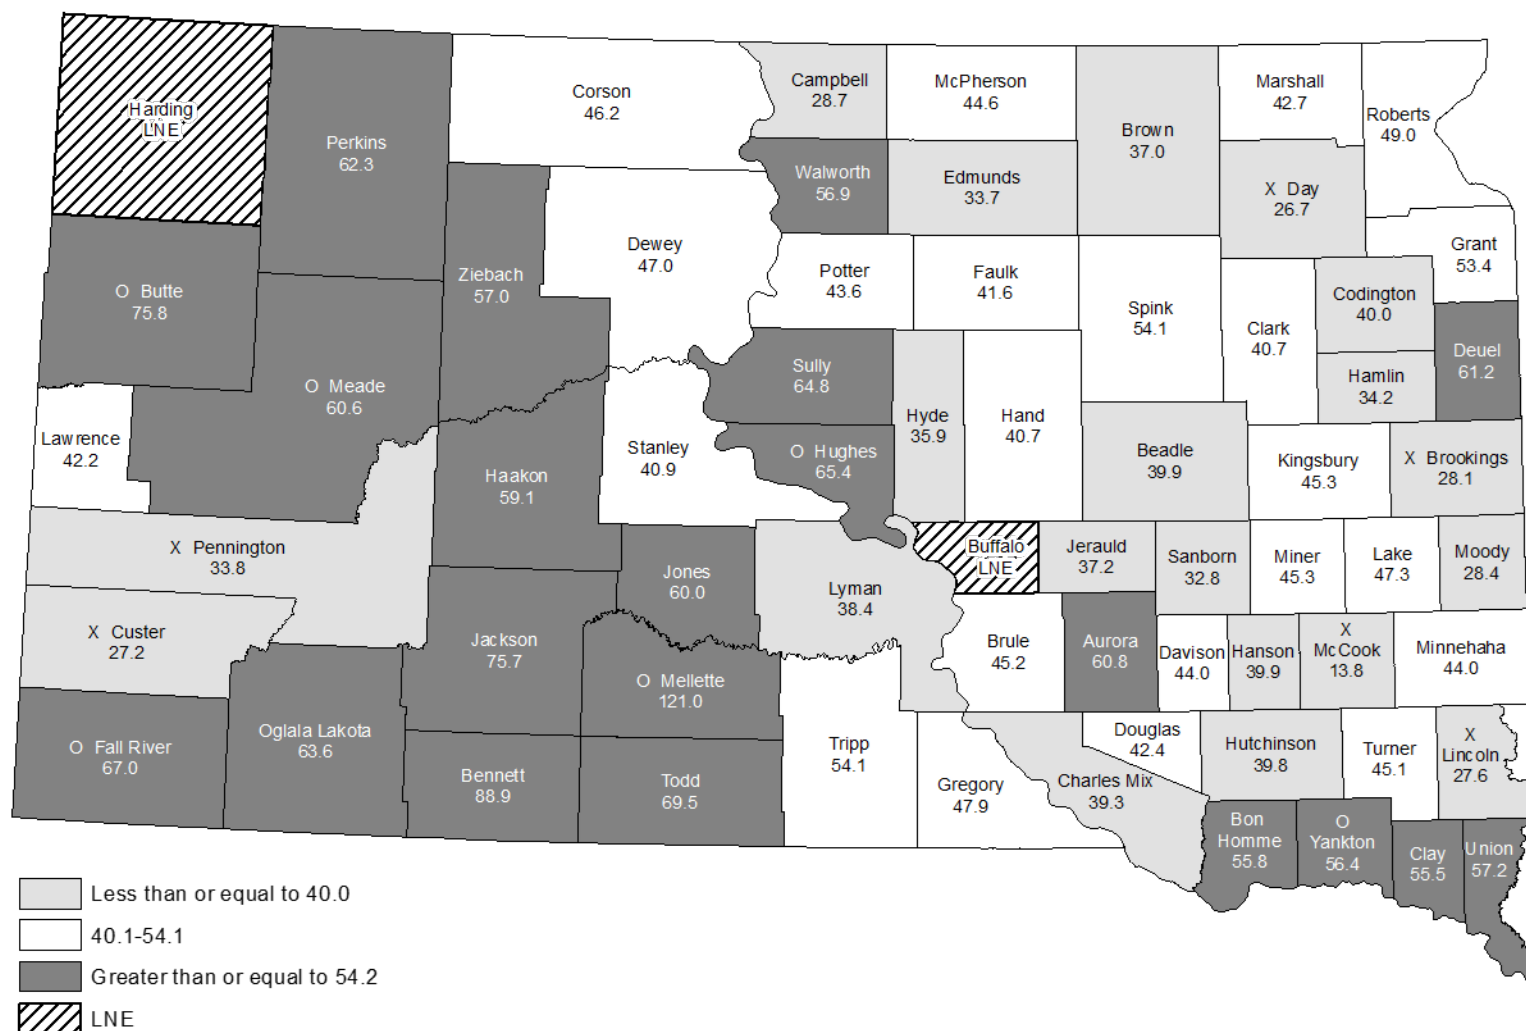 Harding
LNE
Perkins
62.3
Corson
46.2
Campbell
28.7
McPherson
44.6
Brown
37.0
Marshall
42.7
Roberts
49.0
Walworth
56.9
Edmunds
33.7
X Day
26.7
O Butte
75.8
Ziebach
57.0
Dewey
47.0
Potter
43.6
Faulk
41.6
Spink
54.1
Clark
40.7
Codington
40.0
Grant
53.4
O Meade
60.6
Sully
64.8
Hamlin
34.2
Deuel
61.2
Lawrence
42.2
Haakon
59.1
Stanley
40.9
O Hughes
65.4
Hyde
35.9
Hand
40.7
Beadle
39.9
Kingsbury
45.3
X Brookings
28.1
X Pennington
33.8
Jones
60.0
Lyman
38.4
Buffalo
LNE
Jerauld
37.2
Sanborn
32.8
Miner
45.3
Lake
47.3
Moody
28.4
X Custer
27.2
Jackson
75.7
O Mellette
121.0
Brule
45.2
Aurora
60.8
Davison
44.0
Hanson
39.9
X
McCook
13.8
Minnehaha
44.0
O Fall River
67.0
Oglala Lakota
63.6
Bennett
88.9
Todd
69.5
Tripp
54.1
Gregory
47.9
Charles Mix
39.3
Douglas
42.4
Hutchinson
39.8
Turner
45.1
X
Lincoln
27.6
Bon
Homme
55.8
O
Yankton
56.4
Clay
55.5
Union
57.2
Less than or equal to 40.0
40.1-54.1
Greater than or equal to 54.2
LNE